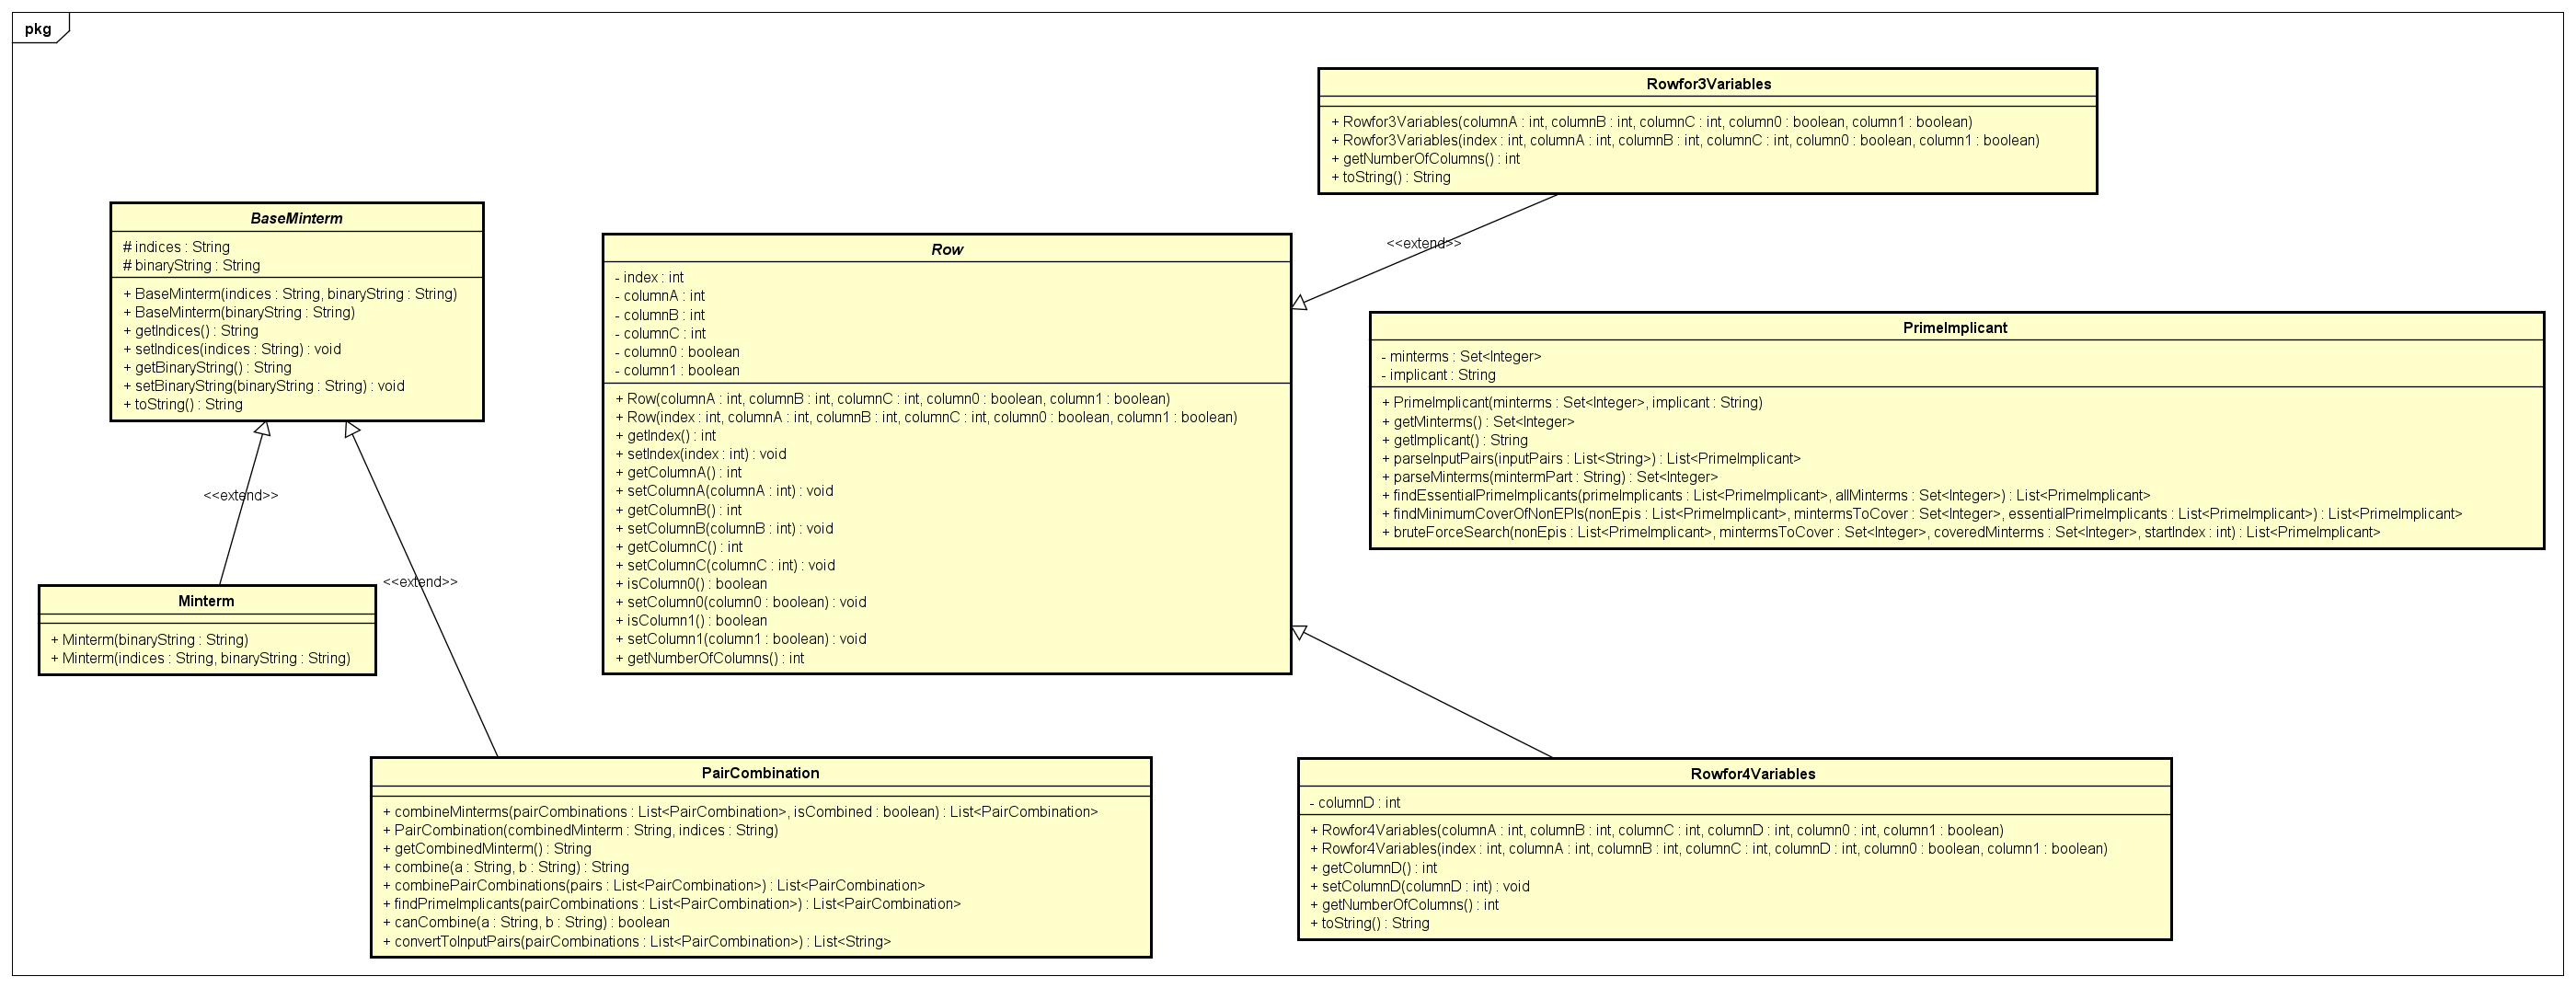 pkg
Rowfor3Variables
+ Rowfor3Variables(columnA : int, columnB : int, columnC : int, column0 : boolean, column1 : boolean)
+ Rowfor3Variables(index : int, columnA : int, columnB : int, columnC : int, column0 : boolean, column1 : boolean)
+ getNumberOfColumns() : int
+ toString() : String
<<extend>>
BaseMinterm
# indices : String
# binaryString : String
+ BaseMinterm(indices : String, binaryString : String)
+ BaseMinterm(binaryString : String)
+ getIndices() : String
+ setIndices(indices : String) : void
+ getBinaryString() : String
+ setBinaryString(binaryString : String) : void
+ toString() : String
Row
- index : int
- columnA : int
- columnB : int
- columnC : int
- column0 : boolean
- column1 : boolean
+ Row(columnA : int, columnB : int, columnC : int, column0 : boolean, column1 : boolean)
+ Row(index : int, columnA : int, columnB : int, columnC : int, column0 : boolean, column1 : boolean)
+ getIndex() : int
+ setIndex(index : int) : void
+ getColumnA() : int
+ setColumnA(columnA : int) : void
+ getColumnB() : int
+ setColumnB(columnB : int) : void
+ getColumnC() : int
+ setColumnC(columnC : int) : void
+ isColumn0() : boolean
+ setColumn0(column0 : boolean) : void
+ isColumn1() : boolean
+ setColumn1(column1 : boolean) : void
+ getNumberOfColumns() : int
PrimeImplicant
- minterms : Set<Integer>
- implicant : String
+ PrimeImplicant(minterms : Set<Integer>, implicant : String)
+ getMinterms() : Set<Integer>
+ getImplicant() : String
+ parseInputPairs(inputPairs : List<String>) : List<PrimeImplicant>
+ parseMinterms(mintermPart : String) : Set<Integer>
+ findEssentialPrimeImplicants(primeImplicants : List<PrimeImplicant>, allMinterms : Set<Integer>) : List<PrimeImplicant>
+ findMinimumCoverOfNonEPIs(nonEpis : List<PrimeImplicant>, mintermsToCover : Set<Integer>, essentialPrimeImplicants : List<PrimeImplicant>) : List<PrimeImplicant>
+ bruteForceSearch(nonEpis : List<PrimeImplicant>, mintermsToCover : Set<Integer>, coveredMinterms : Set<Integer>, startIndex : int) : List<PrimeImplicant>
<<extend>>
<<extend>>
Minterm
+ Minterm(binaryString : String)
+ Minterm(indices : String, binaryString : String)
PairCombination
+ combineMinterms(pairCombinations : List<PairCombination>, isCombined : boolean) : List<PairCombination>
+ PairCombination(combinedMinterm : String, indices : String)
+ getCombinedMinterm() : String
+ combine(a : String, b : String) : String
+ combinePairCombinations(pairs : List<PairCombination>) : List<PairCombination>
+ findPrimeImplicants(pairCombinations : List<PairCombination>) : List<PairCombination>
+ canCombine(a : String, b : String) : boolean
+ convertToInputPairs(pairCombinations : List<PairCombination>) : List<String>
Rowfor4Variables
- columnD : int
+ Rowfor4Variables(columnA : int, columnB : int, columnC : int, columnD : int, column0 : int, column1 : boolean)
+ Rowfor4Variables(index : int, columnA : int, columnB : int, columnC : int, columnD : int, column0 : boolean, column1 : boolean)
+ getColumnD() : int
+ setColumnD(columnD : int) : void
+ getNumberOfColumns() : int
+ toString() : String